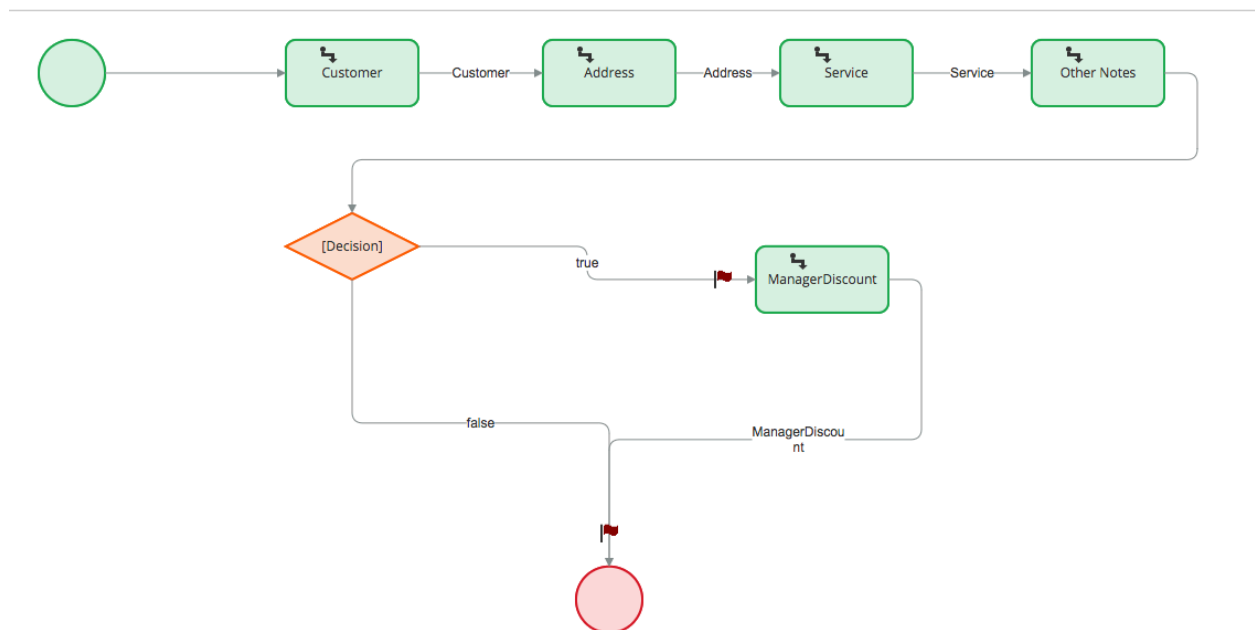 Customer
Customer
Address
Address
Service
Service
Other Notes
[Decision]
true
ManagerDiscount
false
ManagerDiscou
nt